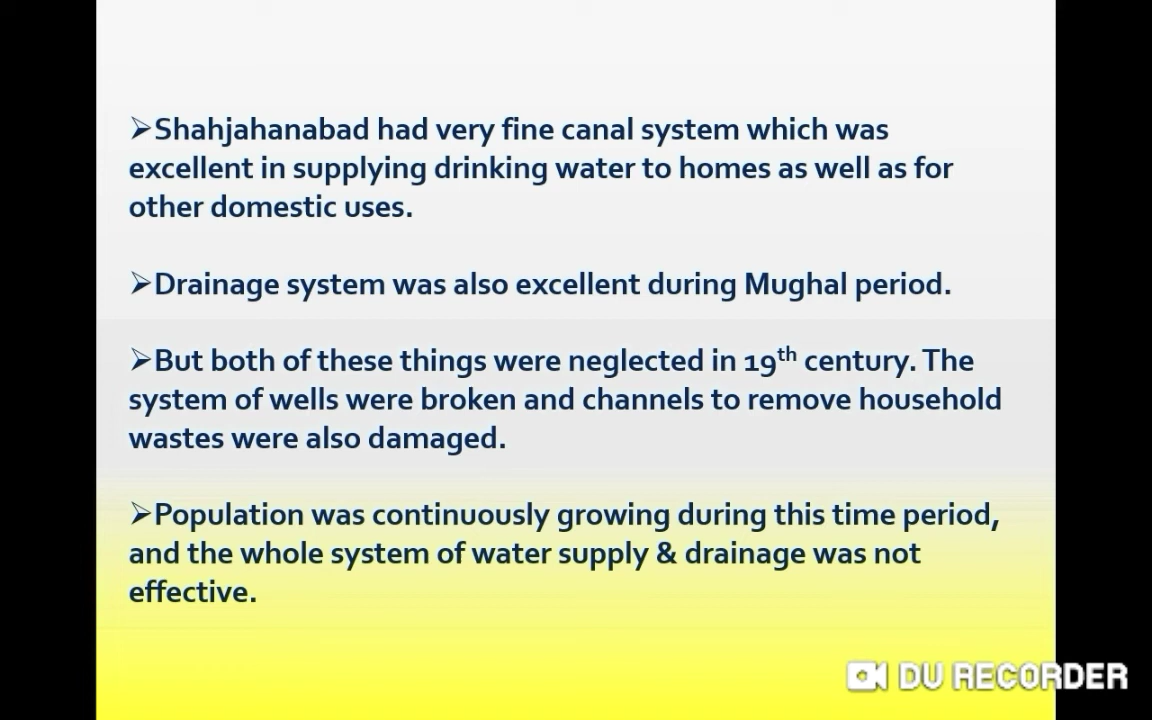 ➢Shahjahanabad had very fine canal system which was
excellent in supplying drinking water to homes as well as for
other domestic uses.
➢Drainage system was also excellent during Mughal period.
➢But both of these things were neglected in 19th century. The
system of wells were broken and channels to remove household
wastes were also damaged.
➢Population was continuously growing during this time period,
and the whole system of water supply & drainage was not
effective.
DU RECORDER